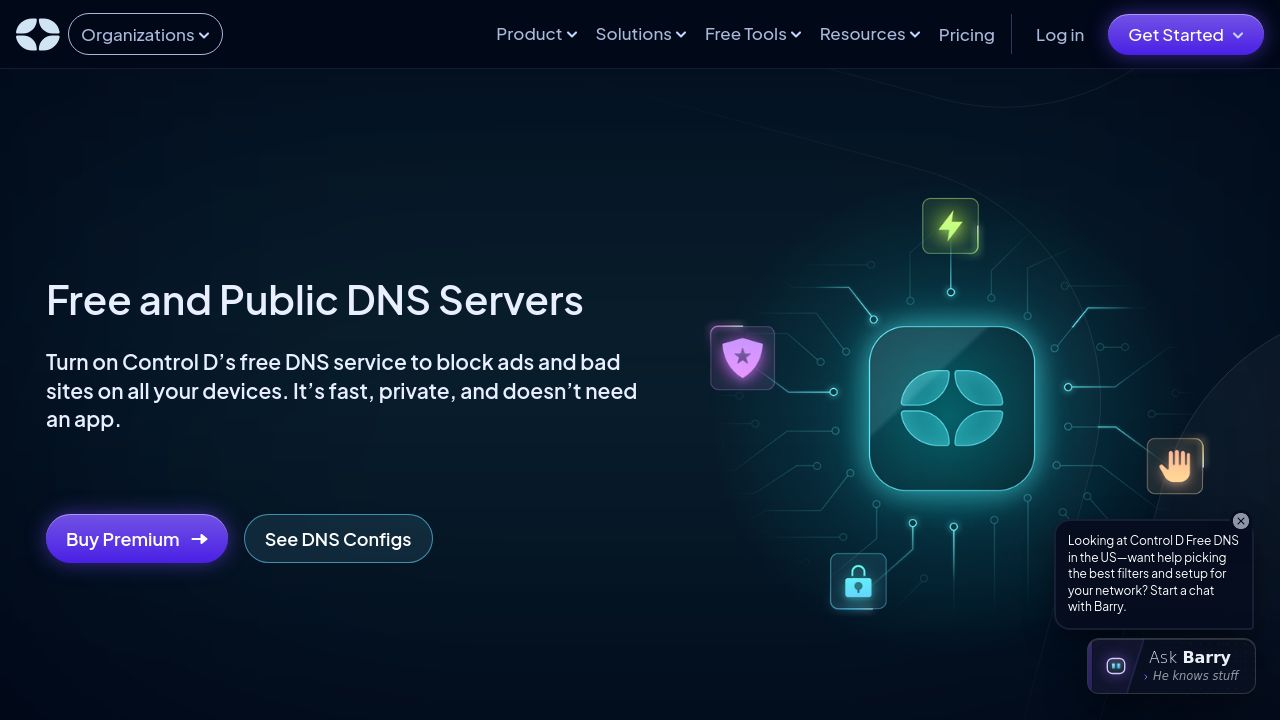 Organizations
Product
Solutions
Free Tools
Resources
Pricing
Log in
Get Started
Free and Public DNS Servers
Turn on Control D’s free DNS service to block ads and bad
sites on all your devices. It’s fast, private, and doesn’t need
an app.
Buy Premium
See DNS Configs
Looking at Control D Free DNS
in the US—want help picking
the best filters and setup for
your network? Start a chat
with Barry.
Ask Barry
› He knows stuff